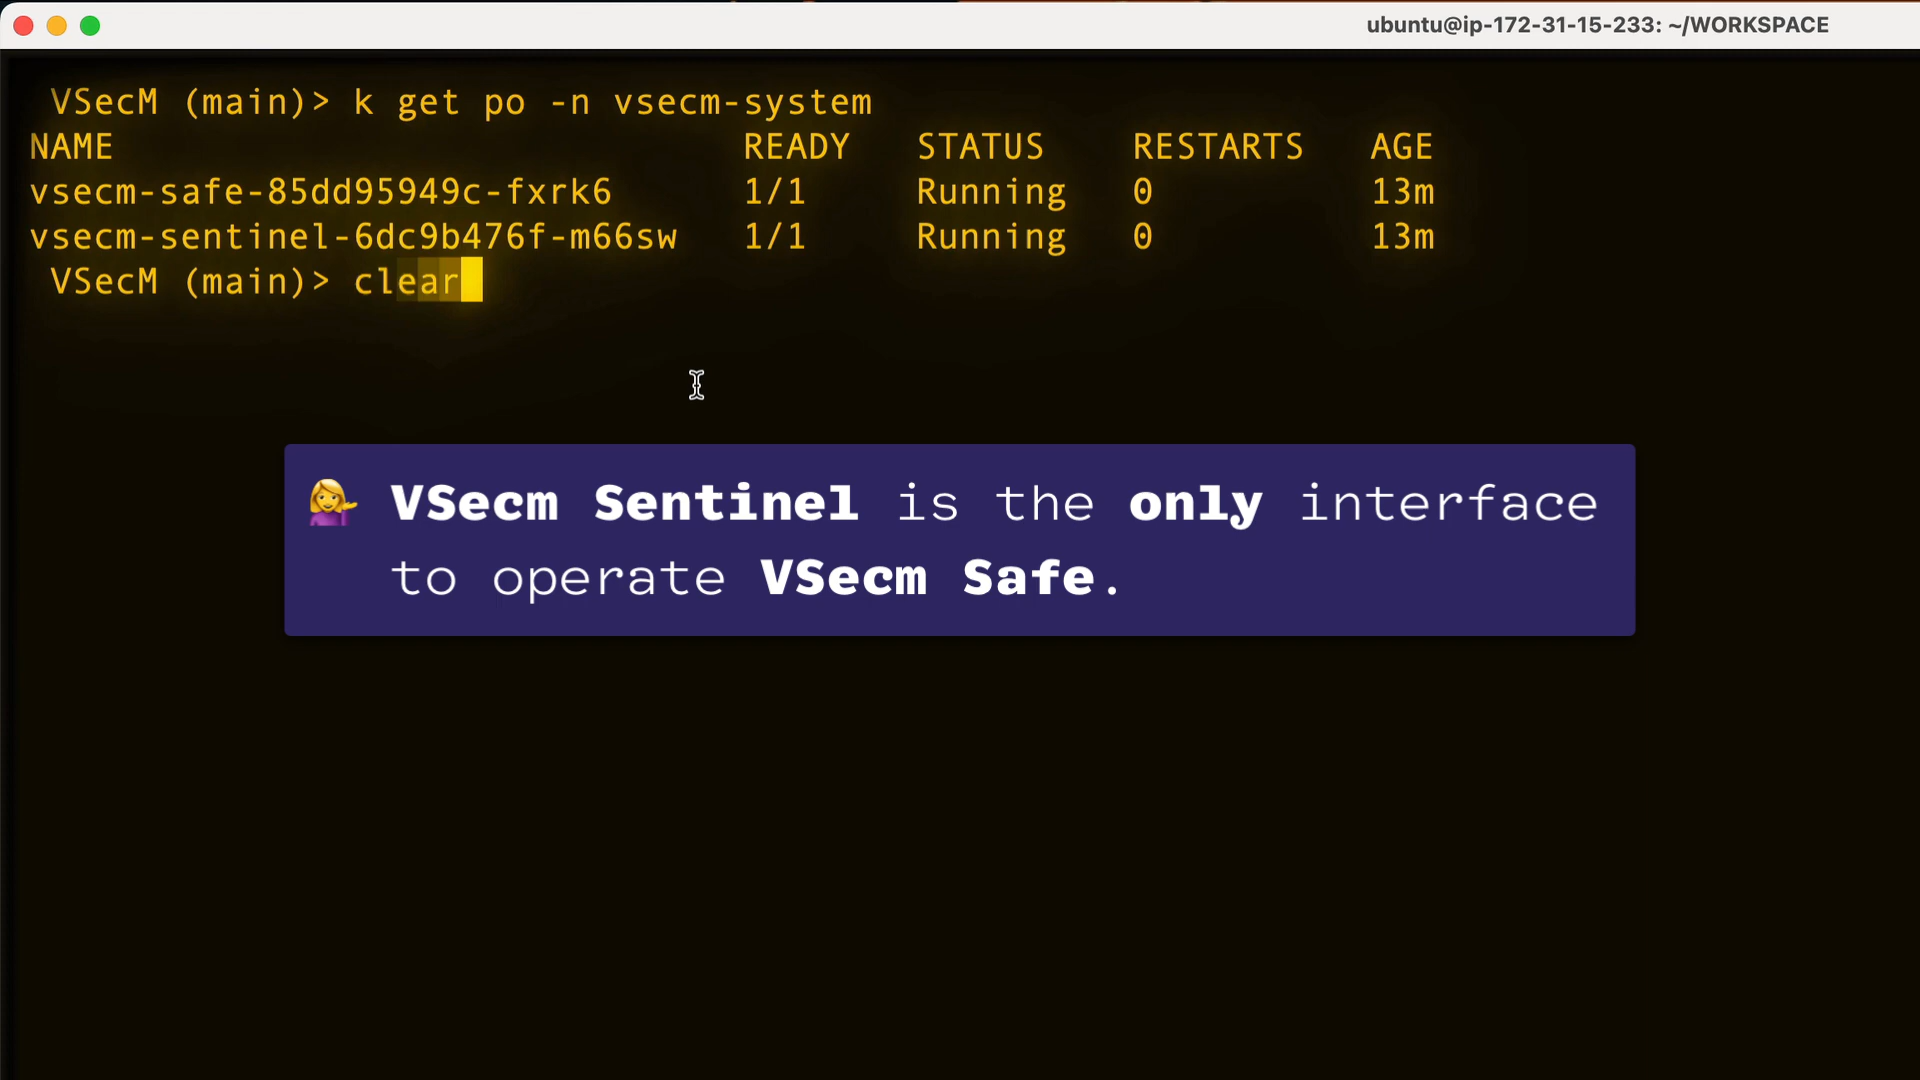 ubuntu@ip-172-31-15-233: ~/WORKSPACE
VSecM (main)> k get po -n vsecm-system
NAME READY STATUS RESTARTS AGE
vsecm-safe-85dd95949c-fxrk6 1/1 Running 0 13m
vsecm-sentinel-6dc9b476f-m66sw 1/1 Running 0 13m
VSecM (main)> clear
💁‍♀️ VSecm Sentinel is the only interface
to operate VSecm Safe.